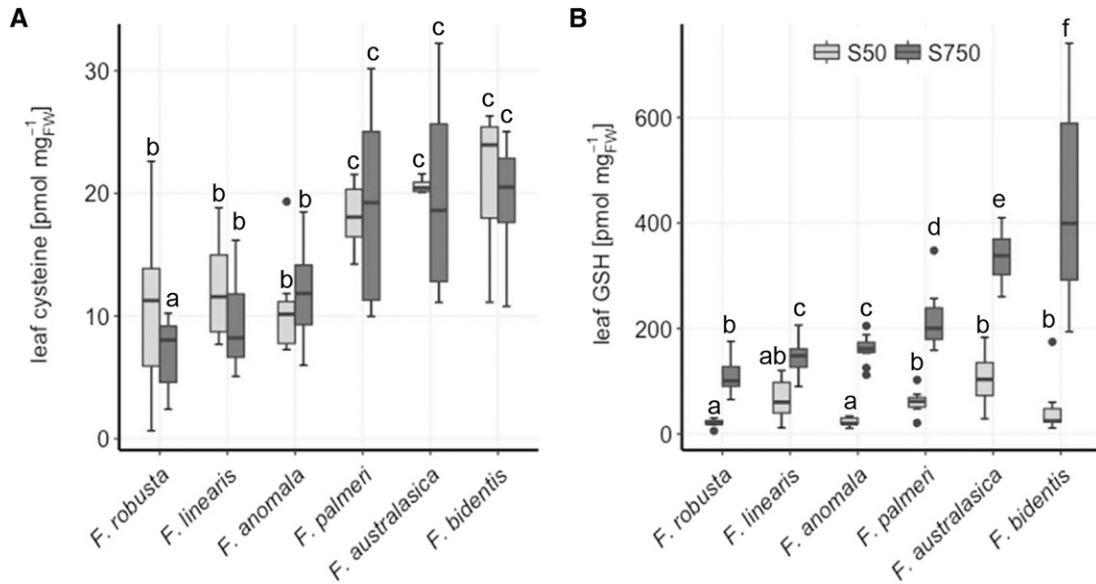 A
leaf cysteine [pmol mg⁻¹FW]
30
20
10
0
b
a
b
b
b
b
c
c
c
c
c
c
F. robusta
F. linearis
F. anomala
F. palmeri
F. australasica
F. bidentis
B
S50 S750
leaf GSH [pmol mg⁻¹FW]
600
400
200
0
a
b
ab
c
a
c
b
d
b
e
b
f
F. robusta
F. linearis
F. anomala
F. palmeri
F. australasica
F. bidentis